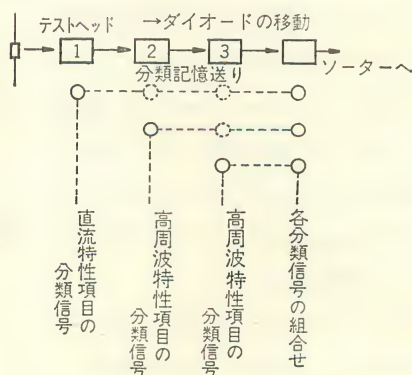 テストヘッド →ダイオードの移動
1 2 3
分類記憶送り
ソーターへ
直流特性項目の
分類信号
高周波特性項目の
分類信号
高周波特性項目の
分類信号
各分類信号の組合せ